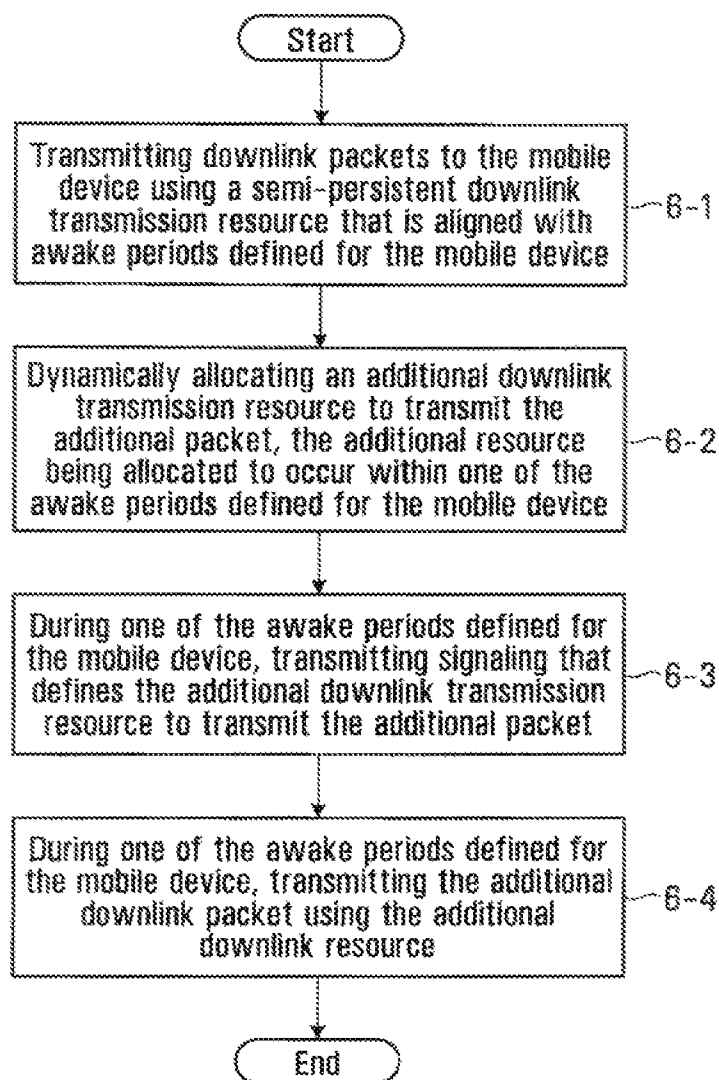 Start
Transmitting downlink packets to the mobile
device using a semi-persistent downlink
transmission resource that is aligned with
awake periods defined for the mobile device
6-1
Dynamically allocating an additional downlink
transmission resource to transmit the
additional packet, the additional resource
being allocated to occur within one of the
awake periods defined for the mobile device
6-2
During one of the awake periods defined for
the mobile device, transmitting signaling that
defines the additional downlink transmission
resource to transmit the additional packet
6-3
During one of the awake periods defined for
the mobile device, transmitting the additional
downlink packet using the additional
downlink resource
6-4
End